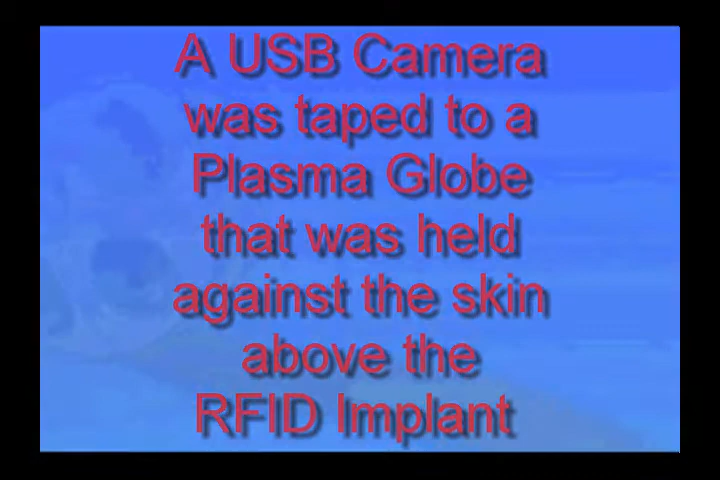 A USB Camera
was taped to a
Plasma Globe
that was held
against the skin
above the
RFID Implant